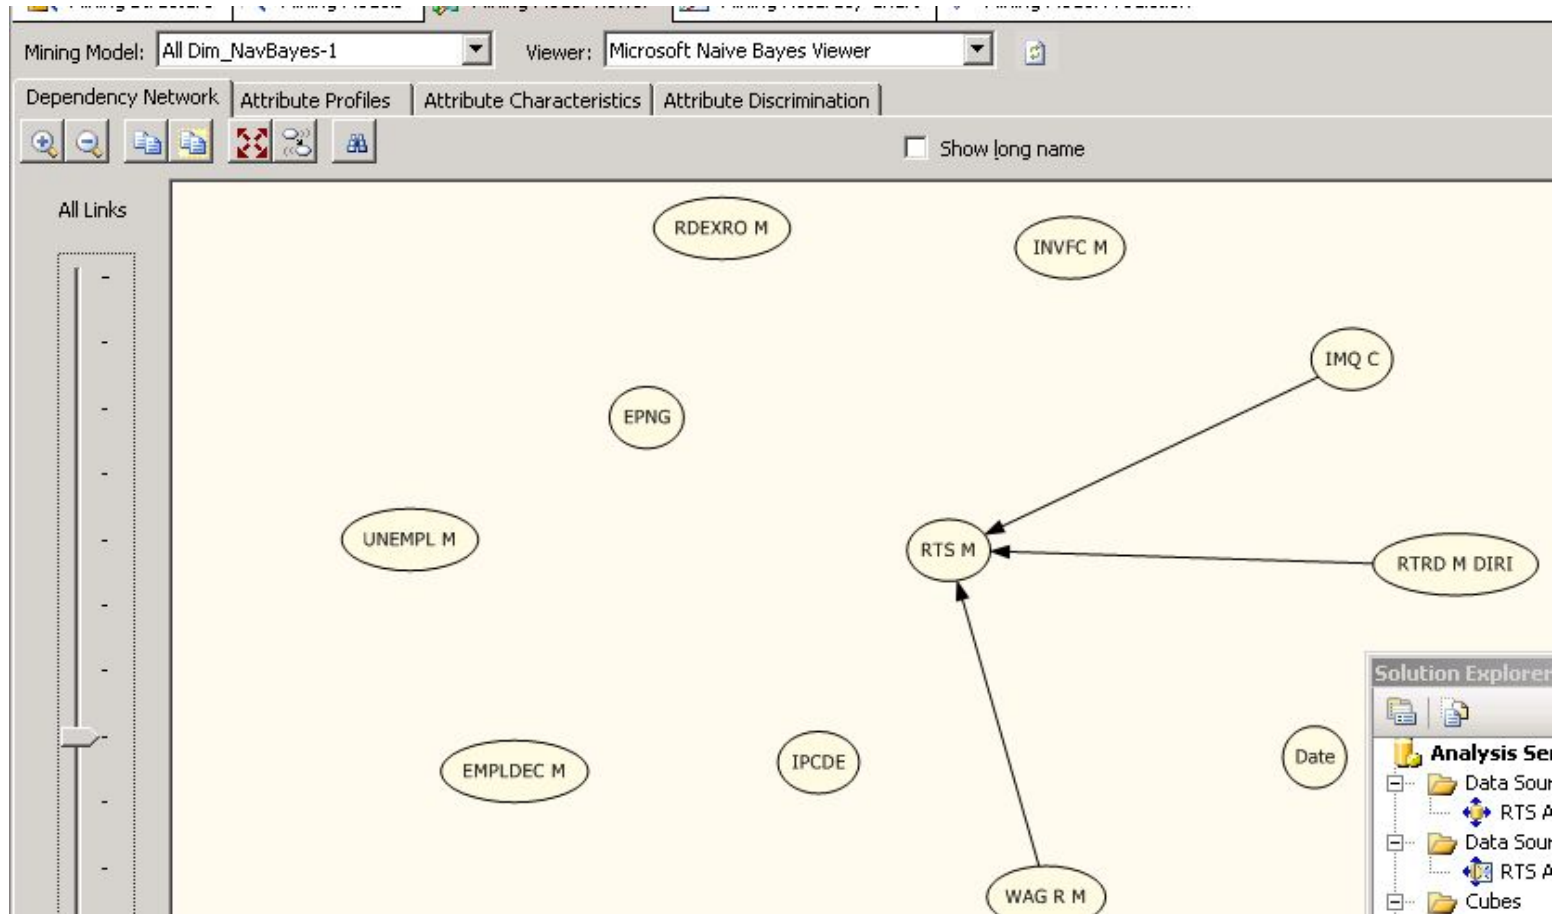 Mining Model: All Dim_NavBayes-1 Viewer: Microsoft Naive Bayes Viewer
Dependency Network Attribute Profiles Attribute Characteristics Attribute Discrimination
Show long name
All Links
RDEXRO M
INVFC M
IMQ C
EPNG
UNEMPL M
RTS M
RTRD M DIRI
Solution Explorer
Analysis Ser
Data Sour
RTS A
Data Sour
RTS A
Cubes
EMPLDEC M
IPCDE
Date
WAG R M